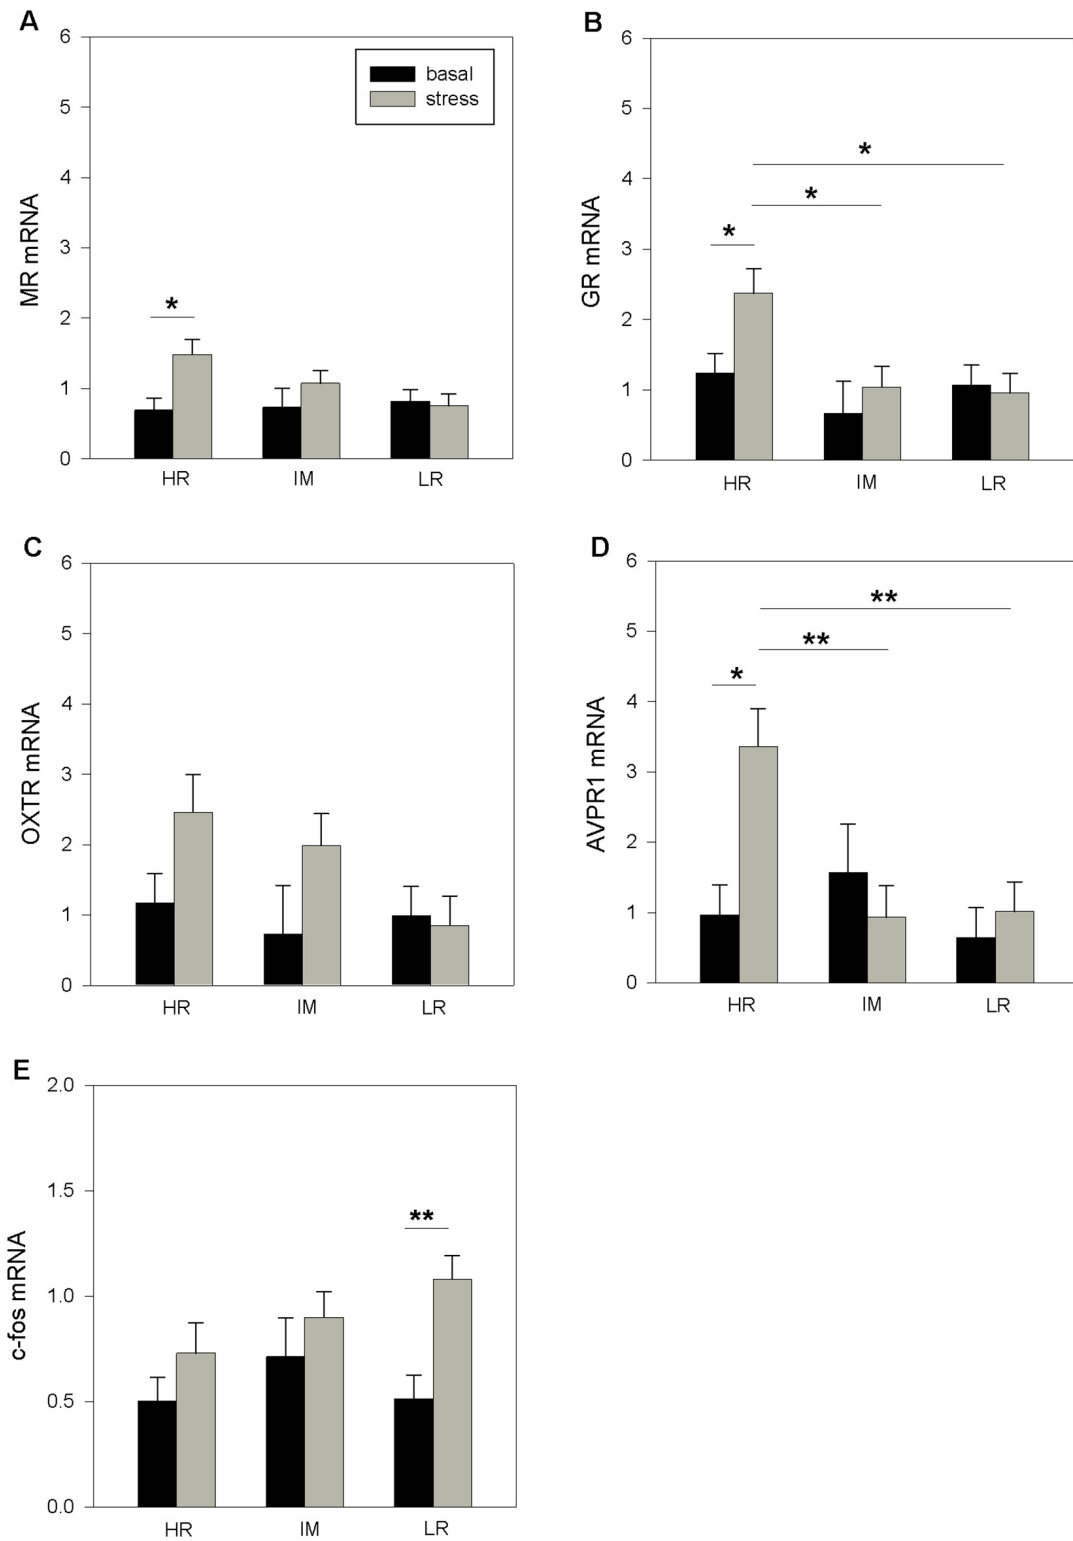 A
MR mRNA
6
5
4
3
2
1
0
basal
stress
*
HR IM LR
B
GR mRNA
6
5
4
3
2
1
0
*
*
*
HR IM LR
C
OXTR mRNA
6
5
4
3
2
1
0
HR IM LR
D
AVPR1 mRNA
6
5
4
3
2
1
0
**
**
*
HR IM LR
E
c-fos mRNA
2.0
1.5
1.0
0.5
0.0
**
HR IM LR